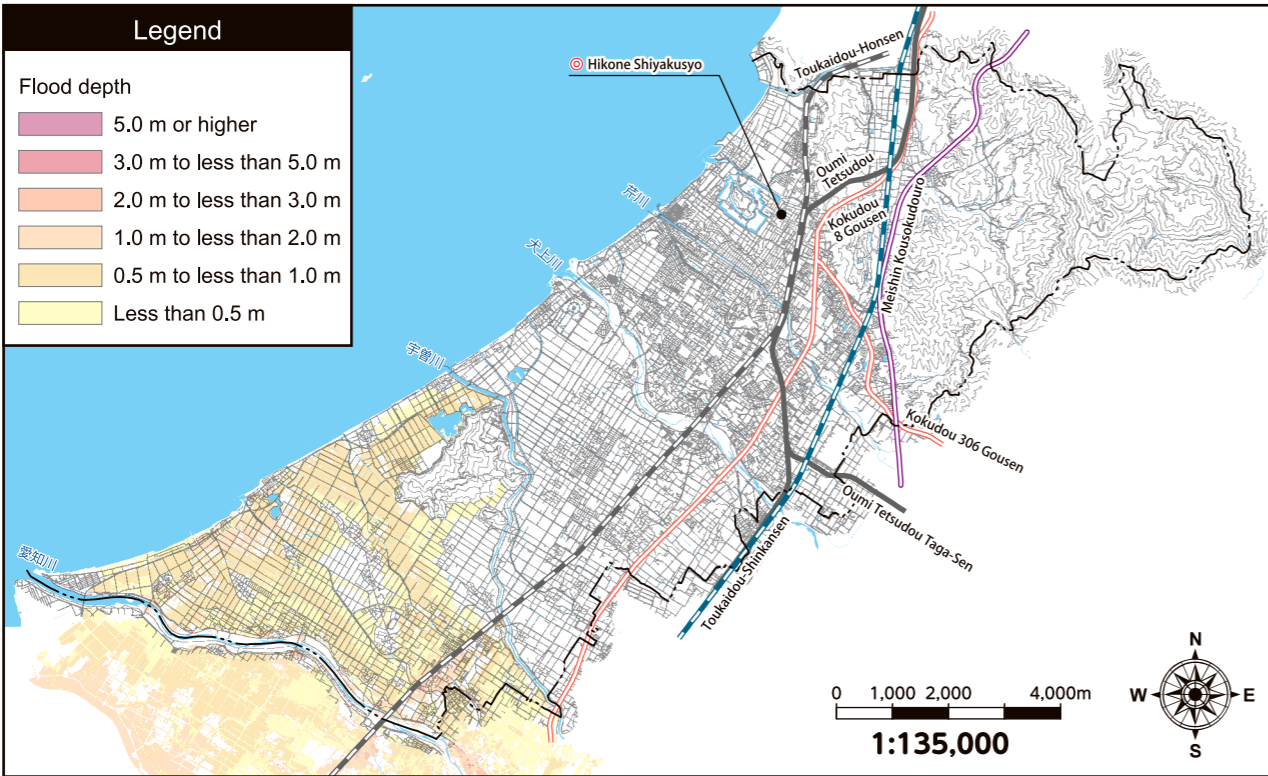 Legend
Flood depth
5.0 m or higher
3.0 m to less than 5.0 m
2.0 m to less than 3.0 m
1.0 m to less than 2.0 m
0.5 m to less than 1.0 m
Less than 0.5 m
◎ Hikone Shiyakusyo
Toukaidou-Honsen
Oumi
Tetsudou
Kokudou
8 Gousen
Meishin Kousokudouro
芹川
犬上川
宇曽川
愛知川
Kokudou 306 Gousen
Oumi Tetsudou Taga-Sen
Toukaidou-Shinkansen
0 1,000 2,000 4,000m
1:135,000
N
W E
S